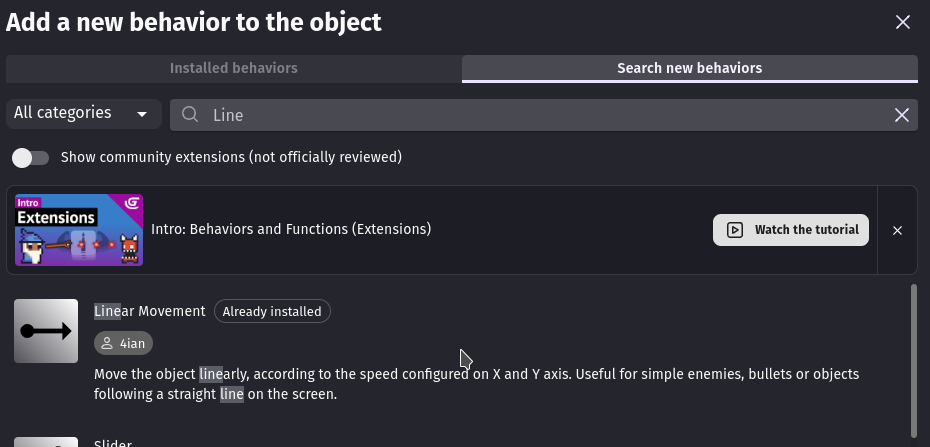 Add a new behavior to the object
Installed behaviors
Search new behaviors
All categories
Line
Show community extensions (not officially reviewed)
Intro
Extensions
Intro: Behaviors and Functions (Extensions)
Watch the tutorial
Linear Movement
Already installed
4ian
Move the object linearly, according to the speed configured on X and Y axis. Useful for simple enemies, bullets or objects
following a straight line on the screen.
Slider